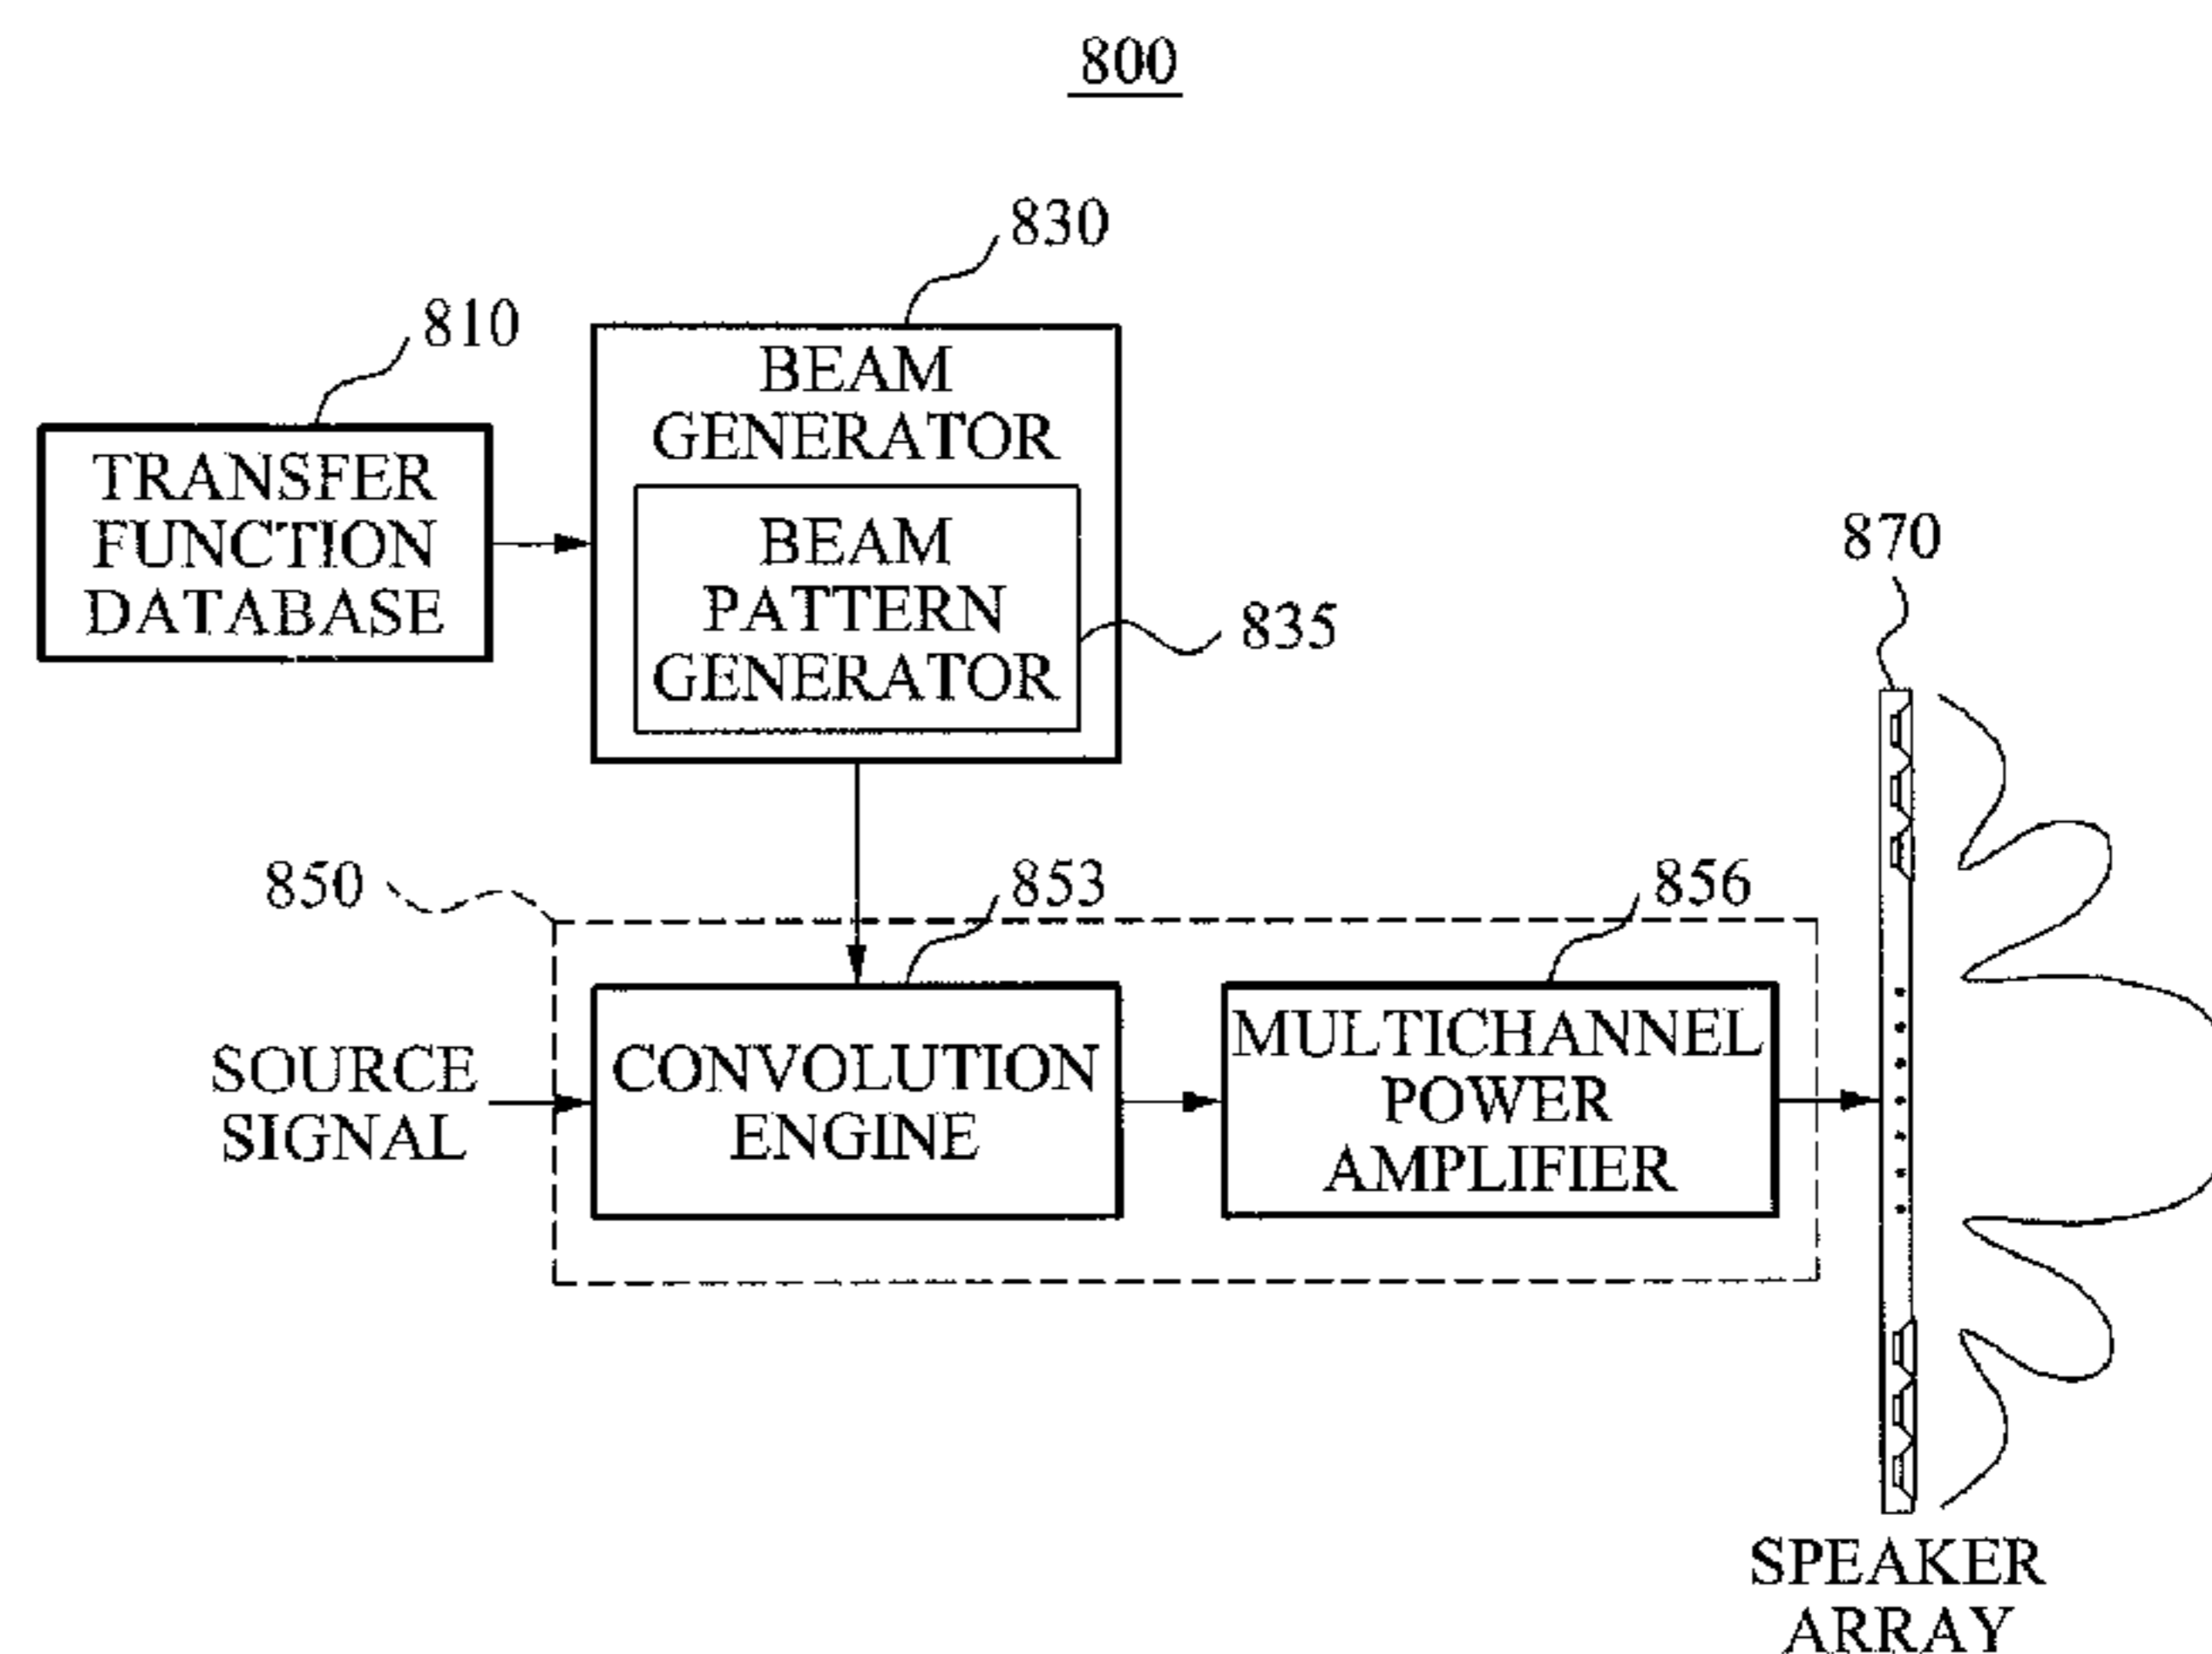 800
830
810
BEAM
GENERATOR
TRANSFER
FUNCTION
DATABASE
BEAM
PATTERN
GENERATOR
835
870
850
853
856
SOURCE
SIGNAL
CONVOLUTION
ENGINE
MULTICHANNEL
POWER
AMPLIFIER
SPEAKER
ARRAY